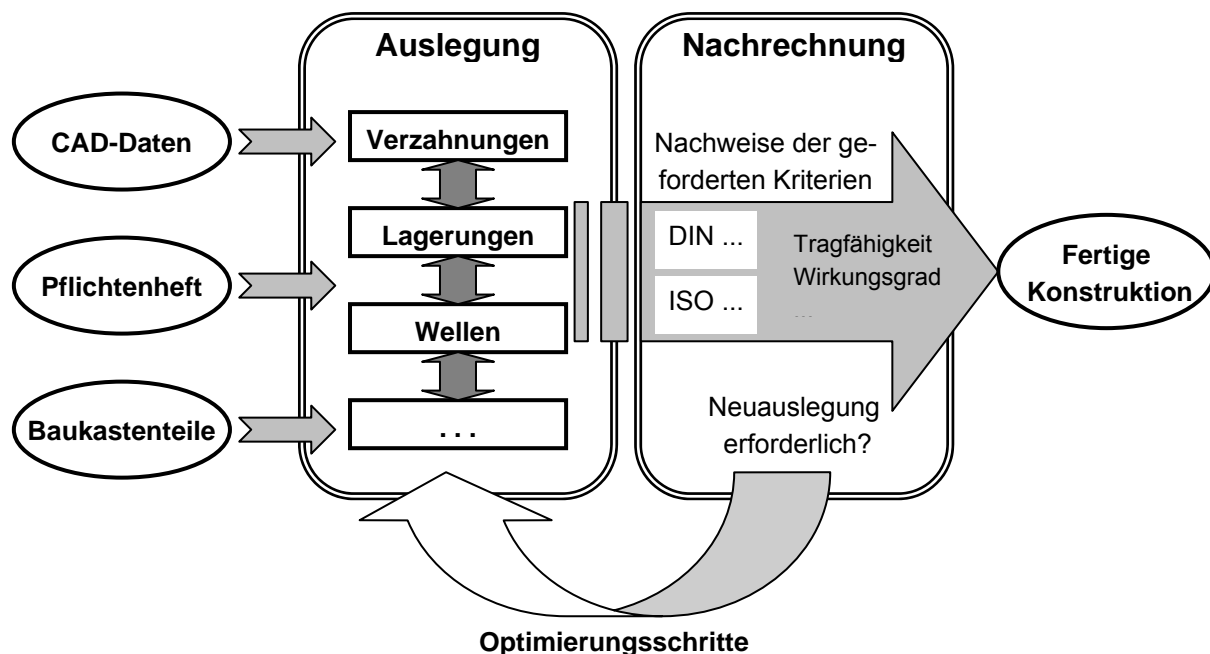 Auslegung
Nachrechnung
CAD-Daten
Pflichtenheft
Baukastenteile
Verzahnungen
Lagerungen
Wellen
. . .
Nachweise der ge-
forderten Kriterien
DIN ...
ISO ...
Tragfähigkeit
Wirkungsgrad
...
Neuauslegung
erforderlich?
Fertige
Konstruktion
Optimierungsschritte